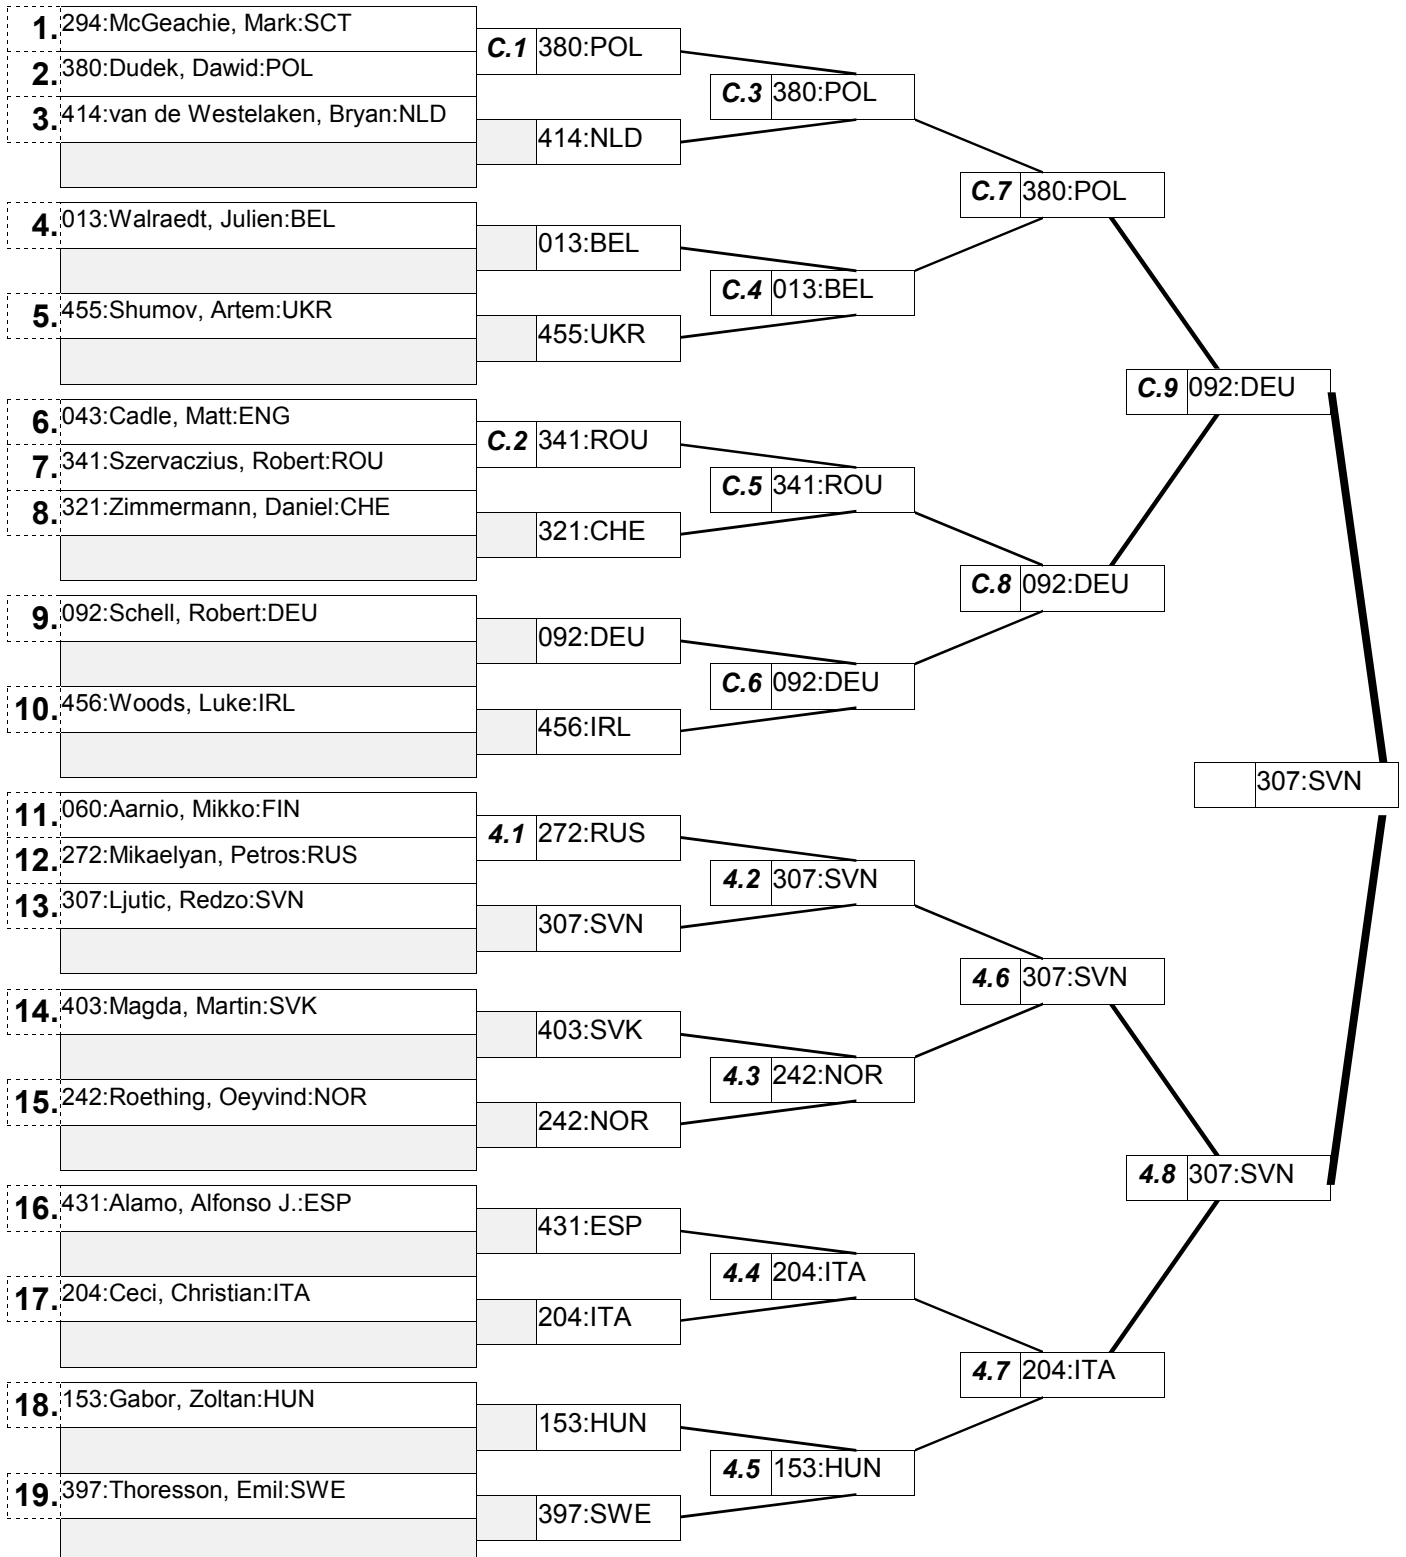 1. 294:McGeachie, Mark:SCT
C.1 380:POL
2. 380:Dudek, Dawid:POL
C.3 380:POL
3. 414:van de Westelaken, Bryan:NLD
414:NLD
C.7 380:POL
4. 013:Walraedt, Julien:BEL
013:BEL
C.4 013:BEL
5. 455:Shumov, Artem:UKR
455:UKR
C.9 092:DEU
6. 043:Cadle, Matt:ENG
C.2 341:ROU
7. 341:Szervaczius, Robert:ROU
C.5 341:ROU
8. 321:Zimmermann, Daniel:CHE
321:CHE
C.8 092:DEU
9. 092:Schell, Robert:DEU
092:DEU
C.6 092:DEU
10. 456:Woods, Luke:IRL
456:IRL
307:SVN
11. 060:Aarnio, Mikko:FIN
4.1 272:RUS
12. 272:Mikaelyan, Petros:RUS
4.2 307:SVN
13. 307:Ljutic, Redzo:SVN
307:SVN
4.6 307:SVN
14. 403:Magda, Martin:SVK
403:SVK
4.3 242:NOR
15. 242:Roething, Oeyvind:NOR
242:NOR
4.8 307:SVN
16. 431:Alamo, Alfonso J.:ESP
431:ESP
4.4 204:ITA
17. 204:Ceci, Christian:ITA
204:ITA
4.7 204:ITA
18. 153:Gabor, Zoltan:HUN
153:HUN
4.5 153:HUN
19. 397:Thoresson, Emil:SWE
397:SWE